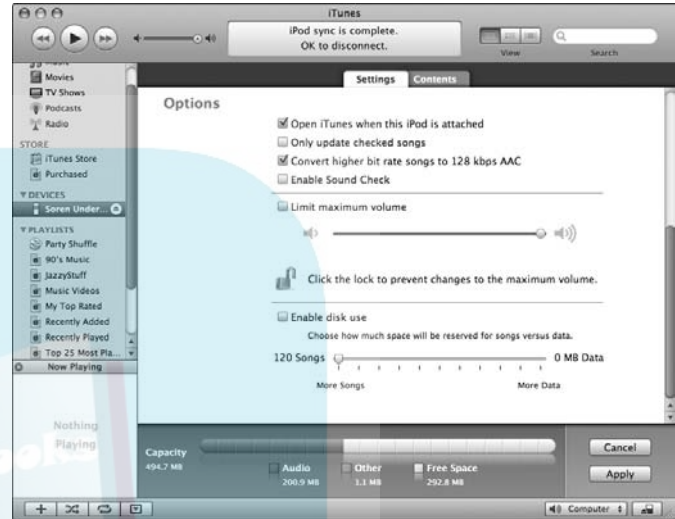 iTunes
iPod sync is complete.
OK to disconnect.
View
Search
Movies
TV Shows
Podcasts
Radio
STORE
iTunes Store
Purchased
DEVICES
Soren Under...
PLAYLISTS
Party Shuffle
90's Music
JazzyStuff
Music Videos
My Top Rated
Recently Added
Recently Played
Top 25 Most Pla...
Now Playing
Nothing
Playing
Settings
Contents
Options
Open iTunes when this iPod is attached
Only update checked songs
Convert higher bit rate songs to 128 kbps AAC
Enable Sound Check
Limit maximum volume
Click the lock to prevent changes to the maximum volume.
Enable disk use
Choose how much space will be reserved for songs versus data.
120 Songs
0 MB Data
More Songs
More Data
Capacity
494.7 MB
Audio
200.9 MB
Other
1.1 MB
Free Space
292.8 MB
Cancel
Apply
Computer